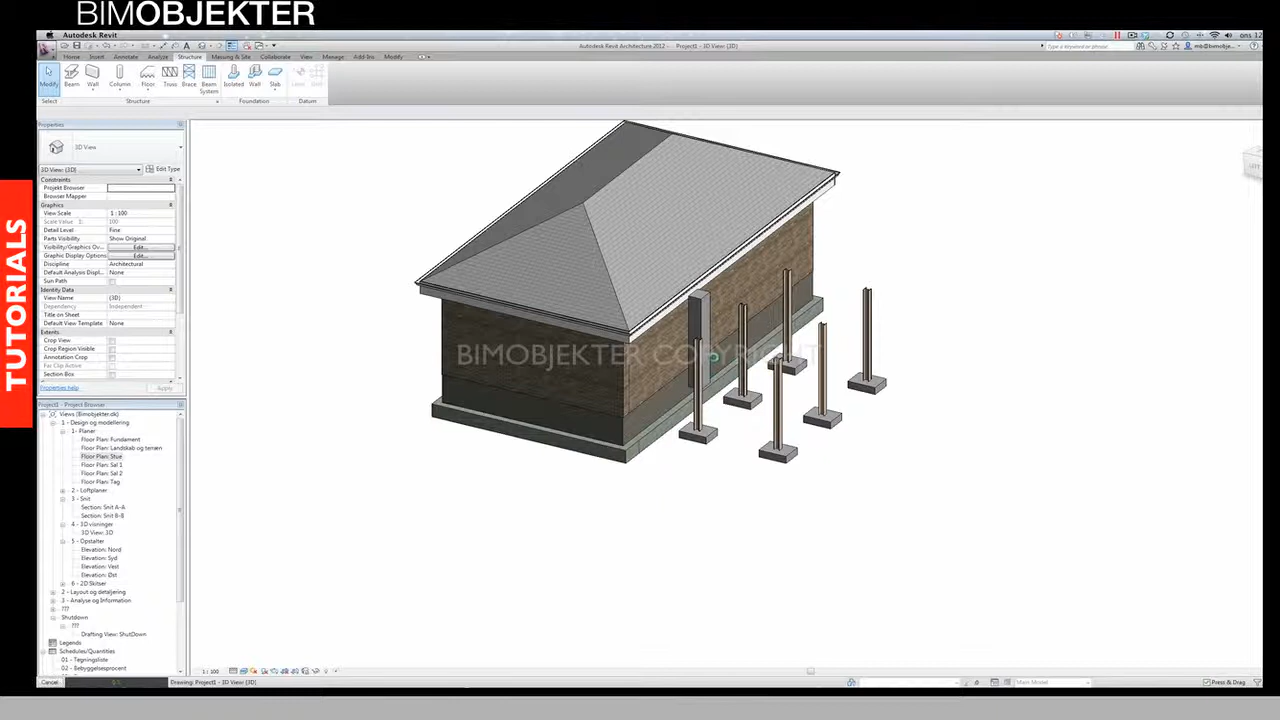 BIMOBJEKTER
TUTORIALS
Autodesk Revit
Autodesk Revit Architecture 2012 - Project1 - 3D View: {3D}
Type a keyword or phrase
Home Insert Annotate Analyze Structure Massing & Site Collaborate View Manage Add-Ins Modify
Modify Beam Wall Column Floor Truss Brace Beam System Isolated Wall Slab
Select Structure Foundation Datum
Properties
3D View
3D View: {3D} Edit Type
Constraints
Projekt Browser
Browser Mapper
Graphics
View Scale 1 : 100
Scale Value 1: 100
Detail Level Fine
Parts Visibility Show Original
Visibility/Graphics Ov... Edit...
Graphic Display Options Edit...
Discipline Architectural
Default Analysis Displ... None
Sun Path
Identity Data
View Name {3D}
Dependency Independent
Title on Sheet
Default View Template None
Extents
Crop View
Crop Region Visible
Annotation Crop
Far Clip Active
Section Box
Properties help Apply
Project1 - Project Browser
Views (Bimobjekter.dk)
1 - Design og modellering
1- Planer
Floor Plan: Fundament
Floor Plan: Landskab og terræn
Floor Plan: Stue
Floor Plan: Sal 1
Floor Plan: Sal 2
Floor Plan: Tag
2 - Loftplaner
3 - Snit
Section: Snit A-A
Section: Snit B-B
4 - 3D visninger
3D View: 3D
5 - Opstalter
Elevation: Nord
Elevation: Syd
Elevation: Vest
Elevation: Øst
6 - 2D Skitser
2 - Layout og detaljering
3 - Analyse og Information
???
Shutdown
???
Drafting View: ShutDown
Legends
Schedules/Quantities
01 - Tegningsliste
02 - Bebyggelsesprocent
BIMOBJEKTER COPYRIGHT
1 : 100
Cancel Drawing: Project1 - 3D View: {3D}
Main Model
Press & Drag